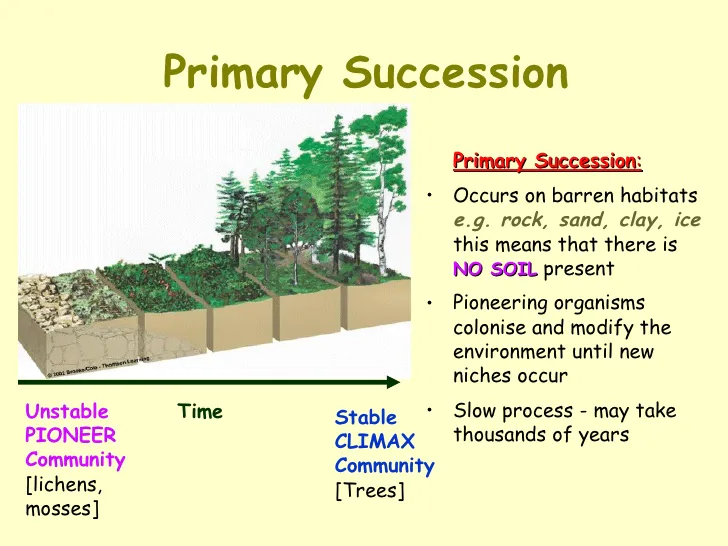 Primary Succession
© 2001 Brooks/Cole - Thomson Learning
Unstable
PIONEER
Community
[lichens,
mosses]
Time
Stable
CLIMAX
Community
[Trees]
Primary Succession:
• Occurs on barren habitats
e.g. rock, sand, clay, ice
this means that there is
NO SOIL present
• Pioneering organisms
colonise and modify the
environment until new
niches occur
• Slow process - may take
thousands of years